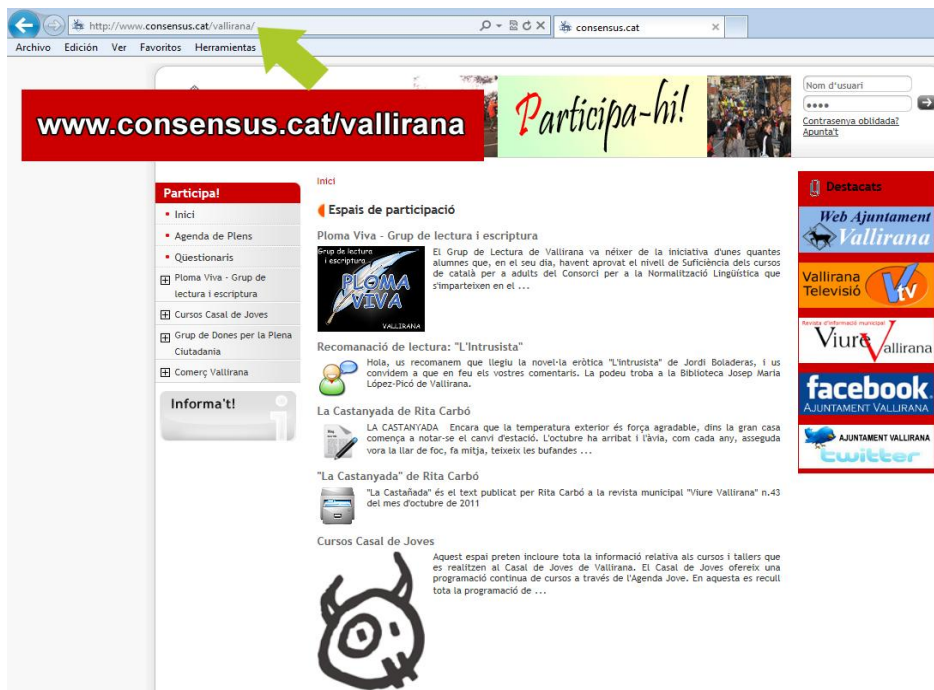 http://www.consensus.cat/vallirana/
consensus.cat
Archivo Edición Ver Favoritos Herramientas
www.consensus.cat/vallirana
Participa-hi!
Nom d'usuari
Contrasenya oblidada?
Apunta't
Participa!
Inici
Agenda de Plens
Qüestionaris
Ploma Viva - Grup de
lectura i escriptura
Cursos Casal de Joves
Grup de Dones per la Plena
Ciutadania
Comerç Vallirana
Informa't!
Inici
Espais de participació
Ploma Viva - Grup de lectura i escriptura
Grup de lectura
i escriptura
PLOMA
VIVA
VALLIRANA
El Grup de Lectura de Vallirana va néixer de la iniciativa d'unes quantes
alumnes que, en el seu dia, havent aprovat el nivell de Suficiència dels cursos
de català per a adults del Consorci per a la Normalització Lingüística que
s'imparteixen en el ...
Recomanació de lectura: "L'Intrusista"
Hola, us recomanem que llegiu la novel·la eròtica "L'intrusista" de Jordi Boladeras, i us
convidem a que en feu els vostres comentaris. La podeu troba a la Biblioteca Josep Maria
López-Picó de Vallirana.
La Castanyada de Rita Carbó
LA CASTANYADA Encara que la temperatura exterior és força agradable, dins la gran casa
comença a notar-se el canvi d'estació. L'octubre ha arribat i l'àvia, com cada any, asseguda
vora la llar de foc, fa mitja, teixeix les bufandes ...
"La Castanyada" de Rita Carbó
"La Castañada" és el text publicat per Rita Carbó a la revista municipal "Viure Vallirana" n.43
del mes d'octubre de 2011
Cursos Casal de Joves
Aquest espai preten incloure tota la informació relativa als cursos i tallers que
es realitzen al Casal de Joves de Vallirana. El Casal de Joves ofereix una
programació continua de cursos a través de l'Agenda Jove. En aquesta es recull
tota la programació de ...
Destacats
Web Ajuntament
Vallirana
Vallirana
Televisió
Vtv
Revista d'informació municipal
Viure
Vallirana
facebook
AJUNTAMENT VALLIRANA
AJUNTAMENT VALLIRANA
twitter